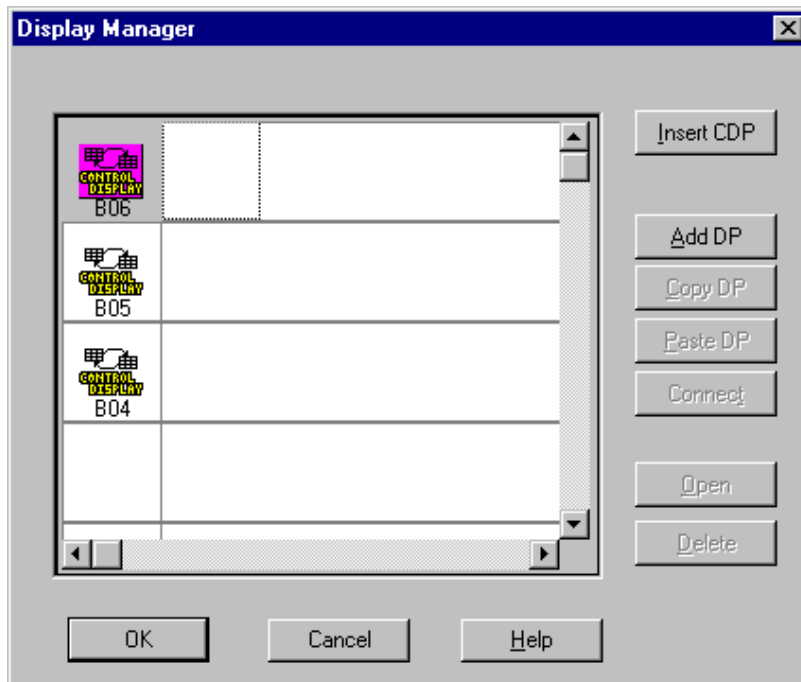 Display Manager
Insert CDP
CONTROL
DISPLAY
B06
Add DP
CONTROL
DISPLAY
B05
Copy DP
Paste DP
CONTROL
DISPLAY
B04
Connect
Open
Delete
OK
Cancel
Help